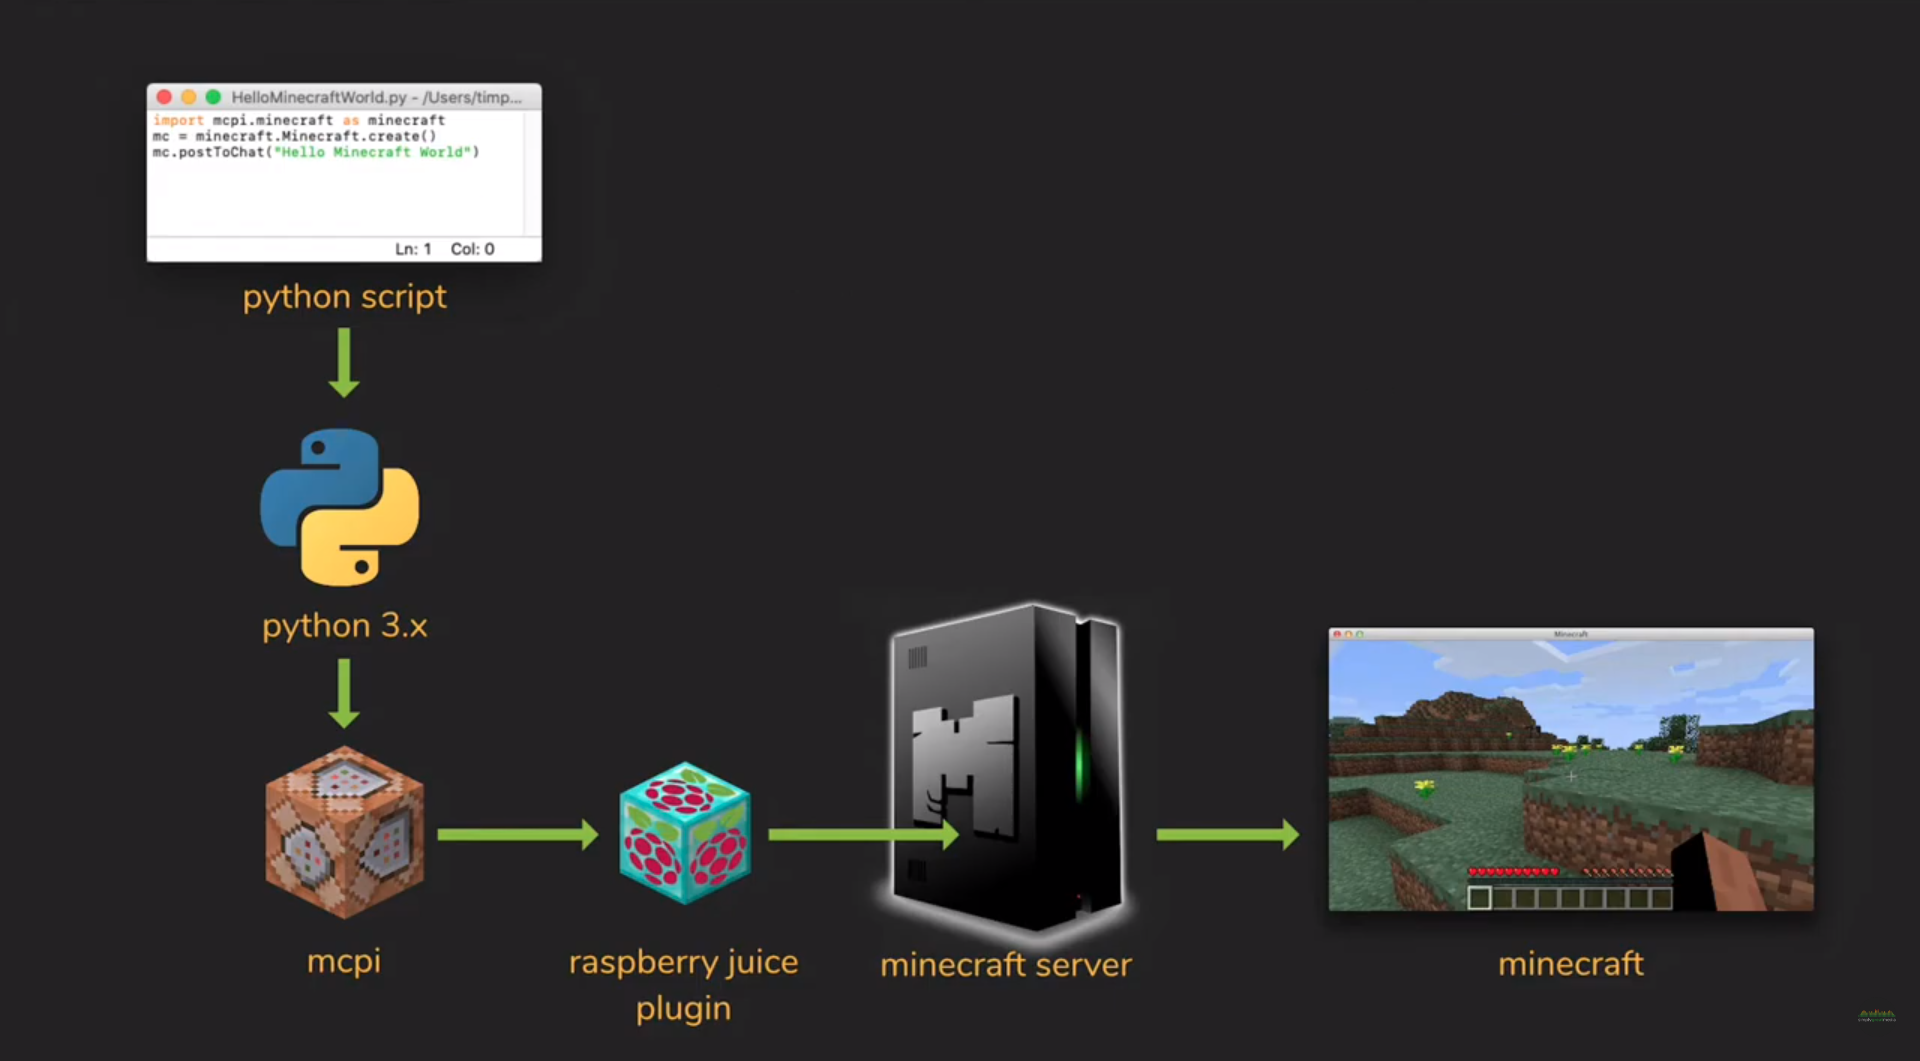 HelloMinecraftWorld.py - /Users/timp...
import mcpi.minecraft as minecraft
mc = minecraft.Minecraft.create()
mc.postToChat("Hello Minecraft World")
Ln: 1 Col: 0
python script
python 3.x
mcpi
raspberry juice
plugin
minecraft server
Minecraft
minecraft